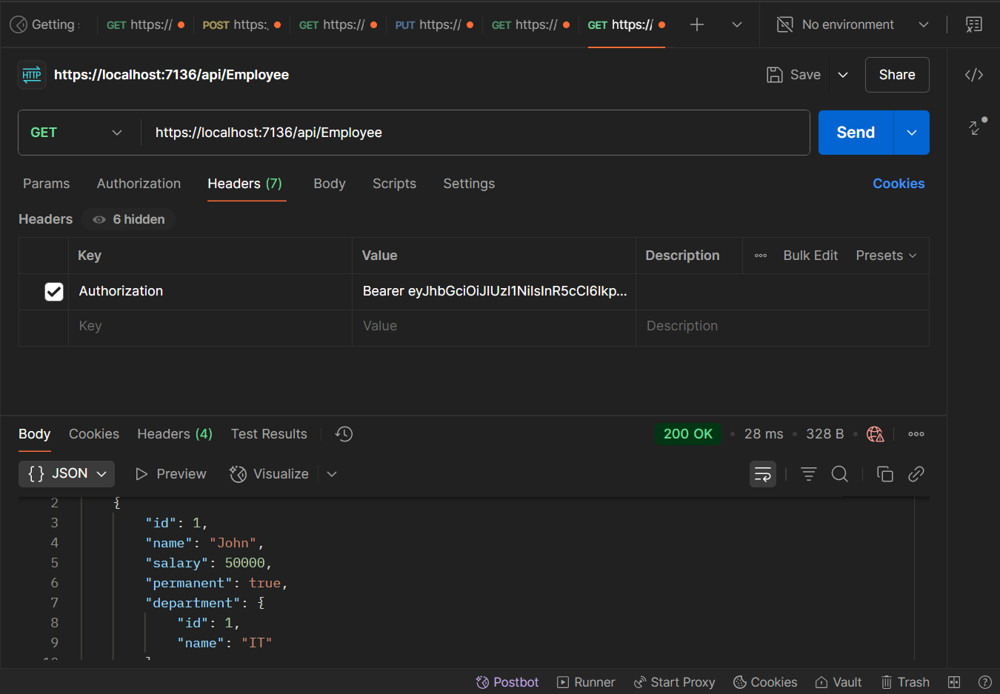 Getting
GET https://
POST https:
GET https://
PUT https://
GET https://
GET https://
No environment
HTTP
https://localhost:7136/api/Employee
Save
Share
GET
https://localhost:7136/api/Employee
Send
Params
Authorization
Headers (7)
Body
Scripts
Settings
Cookies
Headers
6 hidden
Key
Value
Description
Bulk Edit
Presets
Authorization
Bearer eyJhbGciOiJIUzI1NiIsInR5cCI6Ikp...
Key
Value
Description
Body
Cookies
Headers (4)
Test Results
200 OK
28 ms
328 B
{} JSON
Preview
Visualize
2 {
3 "id": 1,
4 "name": "John",
5 "salary": 50000,
6 "permanent": true,
7 "department": {
8 "id": 1,
9 "name": "IT"
Postbot
Runner
Start Proxy
Cookies
Vault
Trash